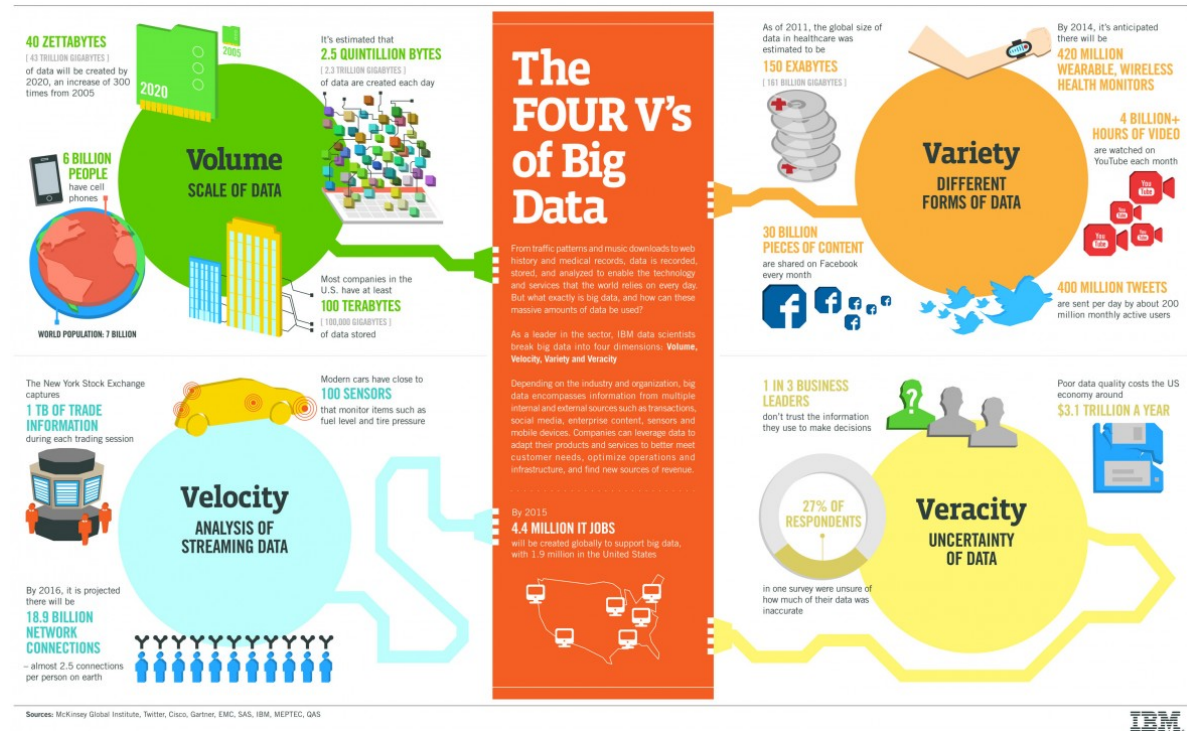 40 ZETTABYTES
[ 43 TRILLION GIGABYTES ]
of data will be created by
2020, an increase of 300
times from 2005
2005
2020
It's estimated that
2.5 QUINTILLION BYTES
[ 2.3 TRILLION GIGABYTES ]
of data are created each day
6 BILLION
PEOPLE
have cell
phones
WORLD POPULATION: 7 BILLION
Volume
SCALE OF DATA
Most companies in the
U.S. have at least
100 TERABYTES
[ 100,000 GIGABYTES ]
of data stored
The New York Stock Exchange
captures
1 TB OF TRADE
INFORMATION
during each trading session
Modern cars have close to
100 SENSORS
that monitor items such as
fuel level and tire pressure
Velocity
ANALYSIS OF
STREAMING DATA
By 2016, it is projected
there will be
18.9 BILLION
NETWORK
CONNECTIONS
– almost 2.5 connections
per person on earth
The
FOUR V's
of Big
Data
From traffic patterns and music downloads to web
history and medical records, data is recorded,
stored, and analyzed to enable the technology
and services that the world relies on every day.
But what exactly is big data, and how can these
massive amounts of data be used?
As a leader in the sector, IBM data scientists
break big data into four dimensions: Volume,
Velocity, Variety and Veracity
Depending on the industry and organization, big
data encompasses information from multiple
internal and external sources such as transactions,
social media, enterprise content, sensors and
mobile devices. Companies can leverage data to
adapt their products and services to better meet
customer needs, optimize operations and
infrastructure, and find new sources of revenue.
By 2015
4.4 MILLION IT JOBS
will be created globally to support big data,
with 1.9 million in the United States
As of 2011, the global size of
data in healthcare was
estimated to be
150 EXABYTES
[ 161 BILLION GIGABYTES ]
Variety
DIFFERENT
FORMS OF DATA
By 2014, it's anticipated
there will be
420 MILLION
WEARABLE, WIRELESS
HEALTH MONITORS
4 BILLION+
HOURS OF VIDEO
are watched on
YouTube each month
You
Tube
You
Tube
You
Tube
You
Tube
30 BILLION
PIECES OF CONTENT
are shared on Facebook
every month
f
f
f
f
f
f
400 MILLION TWEETS
are sent per day by about 200
million monthly active users
1 IN 3 BUSINESS
LEADERS
don't trust the information
they use to make decisions
?
Poor data quality costs the US
economy around
$3.1 TRILLION A YEAR
27% OF
RESPONDENTS
in one survey were unsure of
how much of their data was
inaccurate
Veracity
UNCERTAINTY
OF DATA
Sources: McKinsey Global Institute, Twitter, Cisco, Gartner, EMC, SAS, IBM, MEPTEC, QAS
IBM.